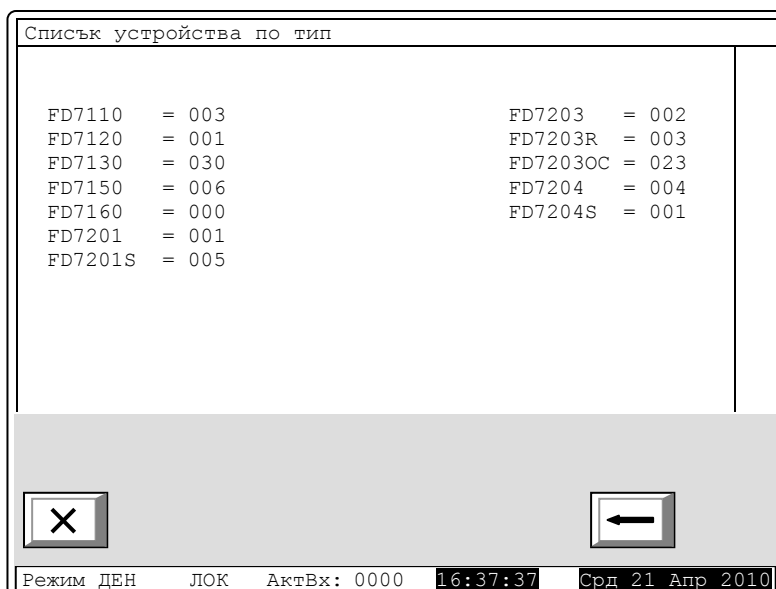 Списък устройства по тип
FD7110 = 003 FD7203 = 002
FD7120 = 001 FD7203R = 003
FD7130 = 030 FD7203OC = 023
FD7150 = 006 FD7204 = 004
FD7160 = 000 FD7204S = 001
FD7201 = 001
FD7201S = 005
Режим ДЕН ЛОК АктВх: 0000 16:37:37 Срд 21 Апр 2010